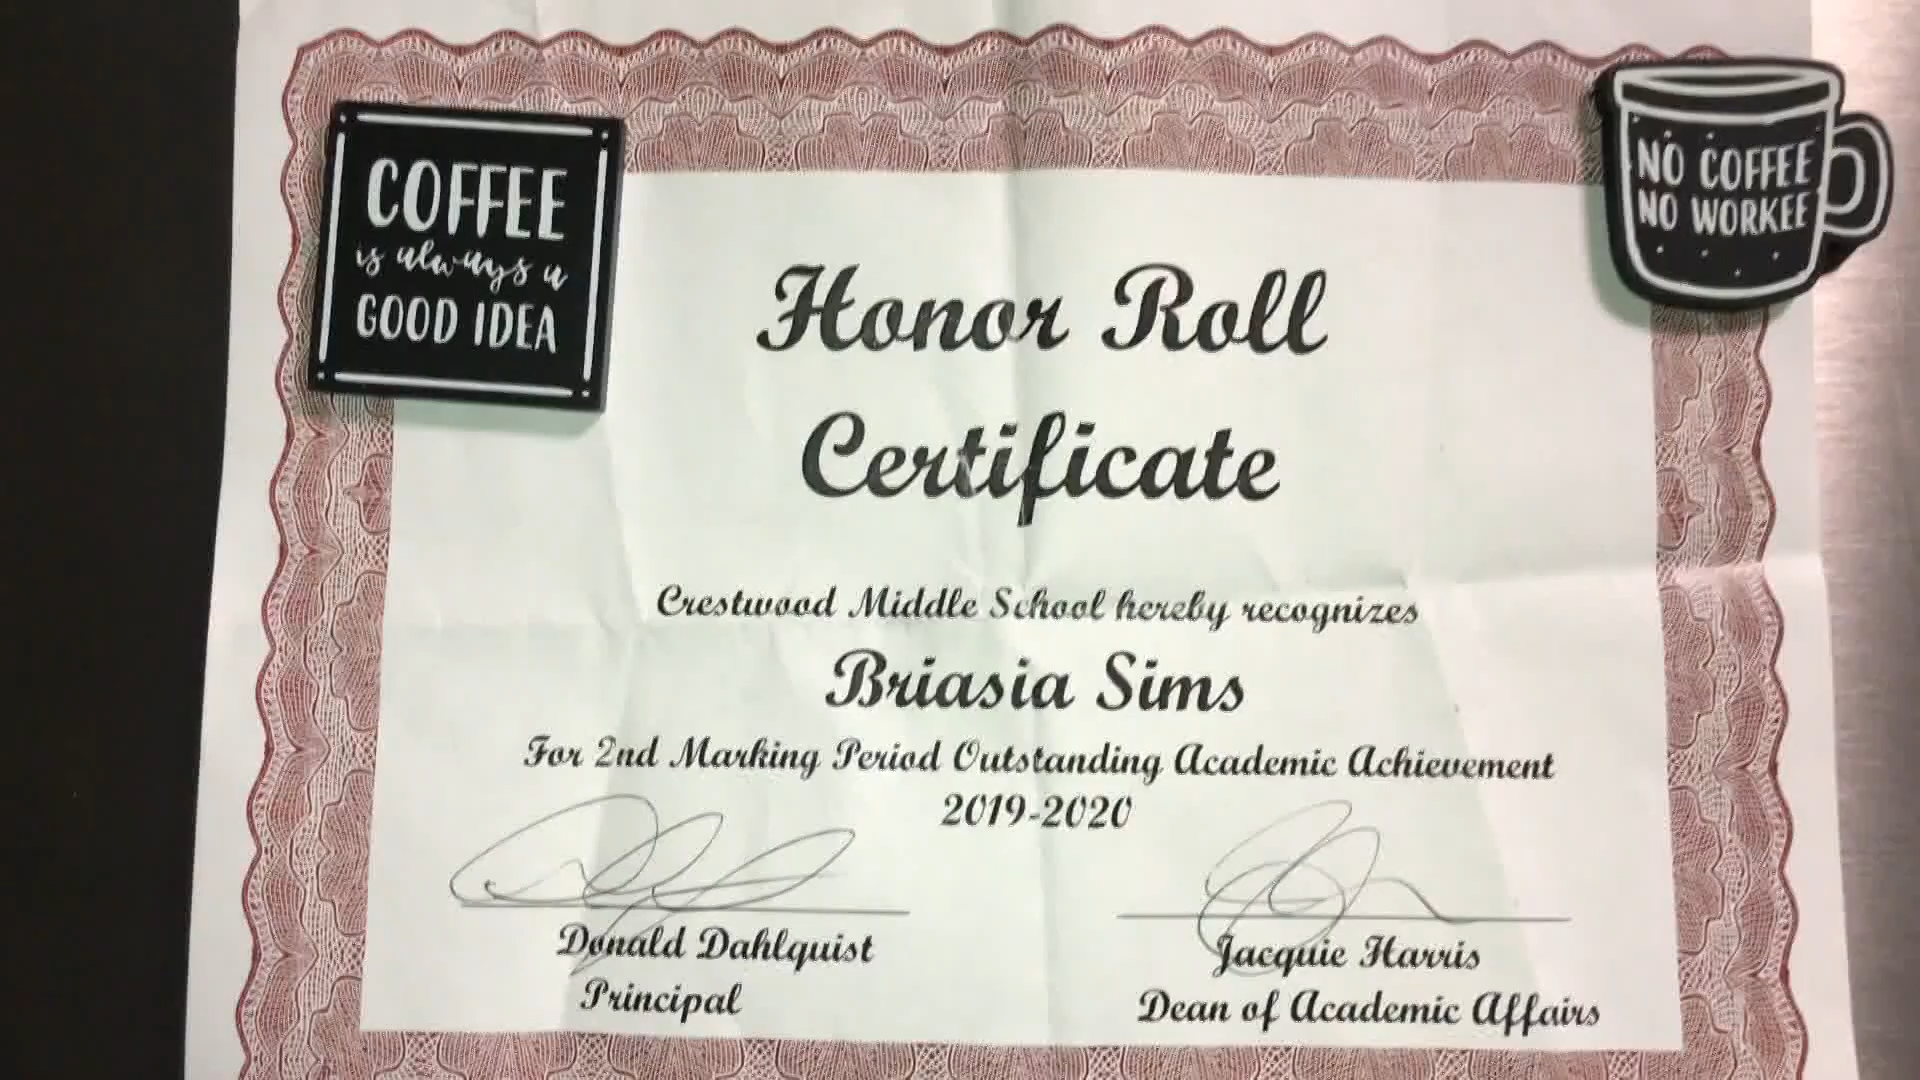 COFFEE
is always a
GOOD IDEA
NO COFFEE
NO WORKEE
Honor Roll
Certificate
Crestwood Middle School hereby recognizes
Briasia Sims
For 2nd Marking Period Outstanding Academic Achievement
2019-2020
Donald Dahlquist
Principal
Jacquie Harris
Dean of Academic Affairs